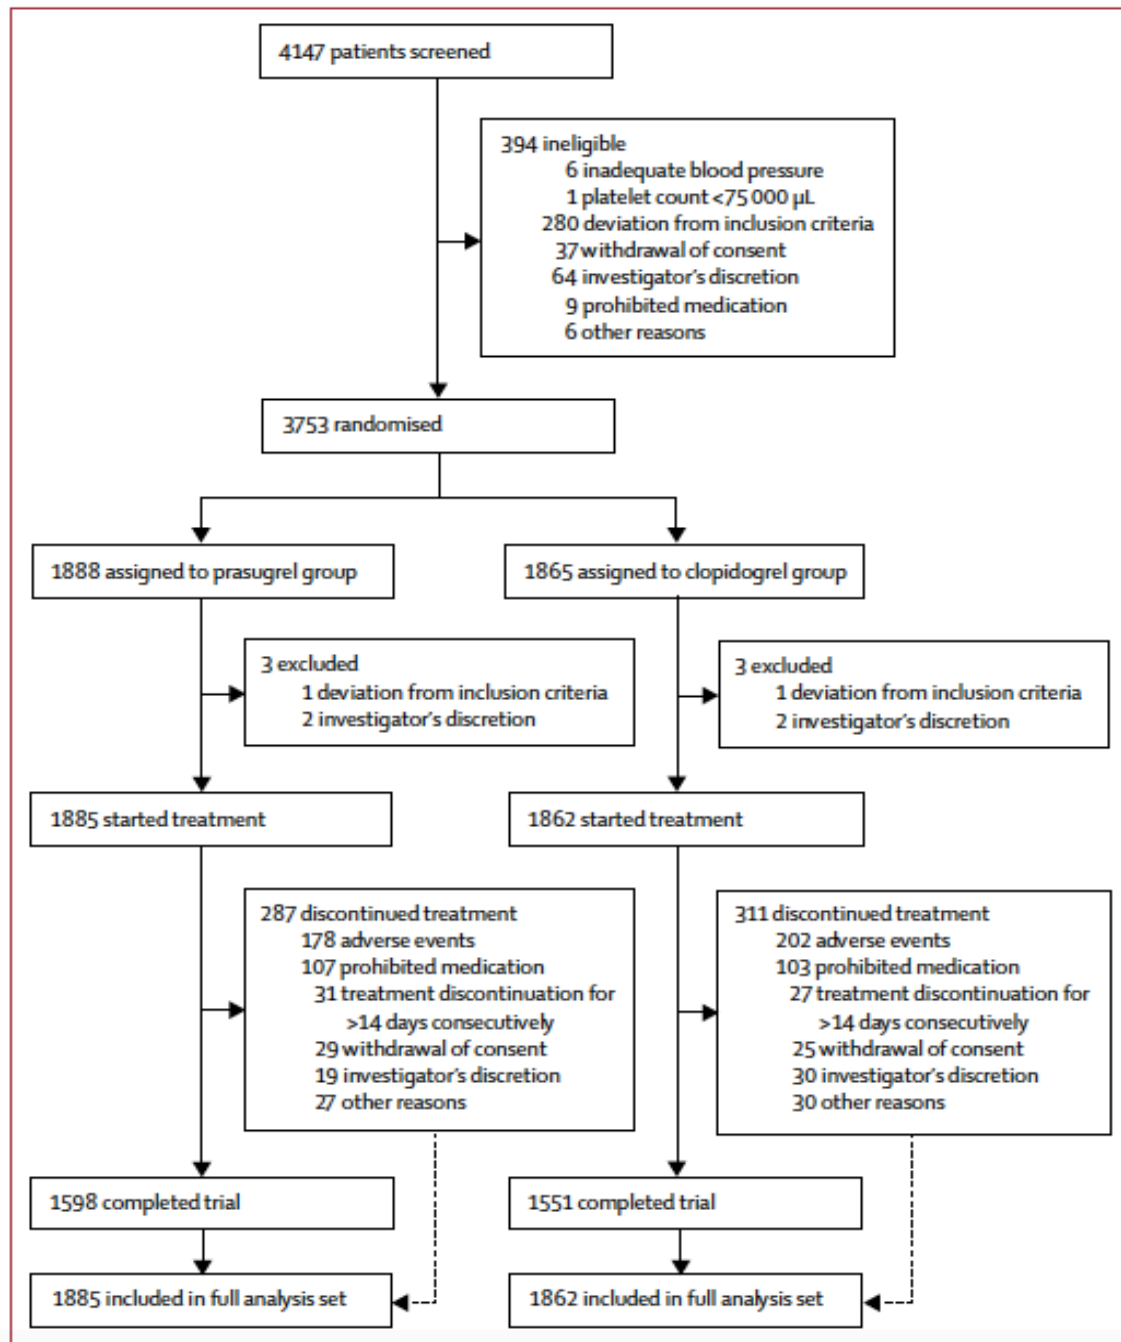 4147 patients screened
394 ineligible
6 inadequate blood pressure
1 platelet count <75 000 µL
280 deviation from inclusion criteria
37 withdrawal of consent
64 investigator's discretion
9 prohibited medication
6 other reasons
3753 randomised
1888 assigned to prasugrel group
1865 assigned to clopidogrel group
3 excluded
1 deviation from inclusion criteria
2 investigator's discretion
3 excluded
1 deviation from inclusion criteria
2 investigator's discretion
1885 started treatment
1862 started treatment
287 discontinued treatment
178 adverse events
107 prohibited medication
31 treatment discontinuation for
>14 days consecutively
29 withdrawal of consent
19 investigator's discretion
27 other reasons
311 discontinued treatment
202 adverse events
103 prohibited medication
27 treatment discontinuation for
>14 days consecutively
25 withdrawal of consent
30 investigator's discretion
30 other reasons
1598 completed trial
1551 completed trial
1885 included in full analysis set
1862 included in full analysis set